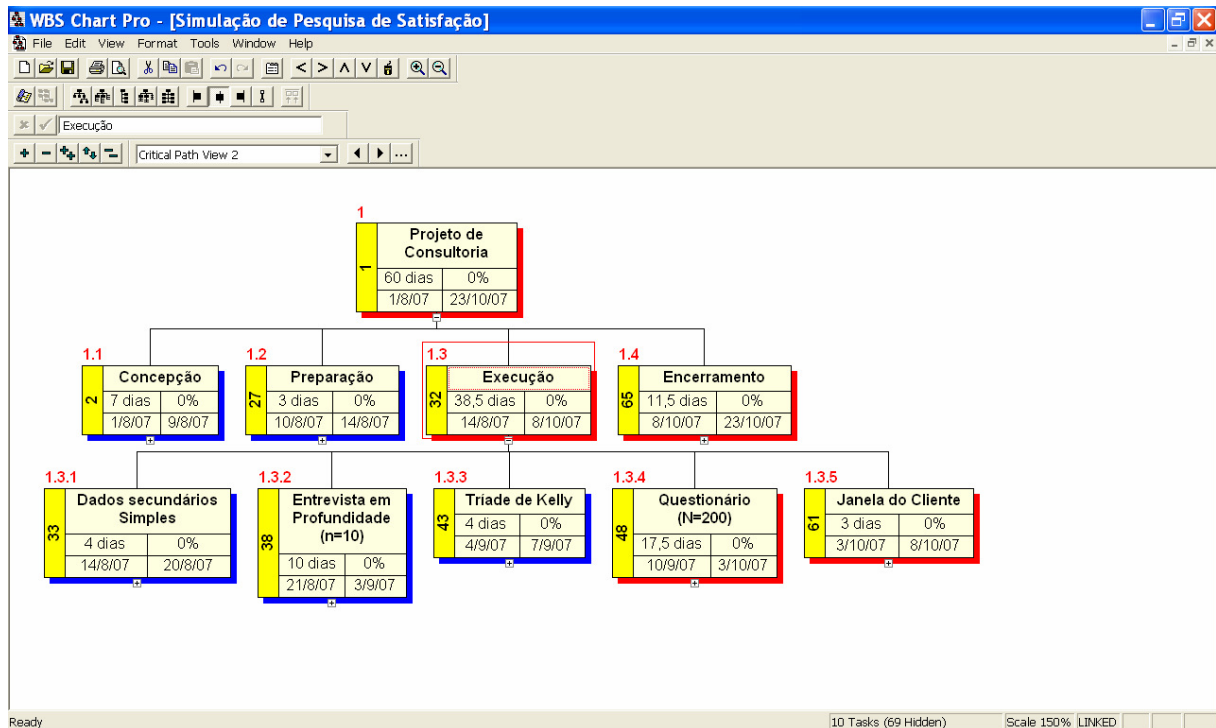 WBS Chart Pro - [Simulação de Pesquisa de Satisfação]
File Edit View Format Tools Window Help
Execução
Critical Path View 2
1
1
Projeto de
Consultoria
60 dias 0%
1/8/07 23/10/07
1.1
2
Concepção
7 dias 0%
1/8/07 9/8/07
1.2
27
Preparação
3 dias 0%
10/8/07 14/8/07
1.3
32
Execução
38,5 dias 0%
14/8/07 8/10/07
1.4
65
Encerramento
11,5 dias 0%
8/10/07 23/10/07
1.3.1
33
Dados secundários
Simples
4 dias 0%
14/8/07 20/8/07
1.3.2
38
Entrevista em
Profundidade
(n=10)
10 dias 0%
21/8/07 3/9/07
1.3.3
43
Tríade de Kelly
4 dias 0%
4/9/07 7/9/07
1.3.4
48
Questionário
(N=200)
17,5 dias 0%
10/9/07 3/10/07
1.3.5
61
Janela do Cliente
3 dias 0%
3/10/07 8/10/07
Ready 10 Tasks (69 Hidden) Scale 150% LINKED